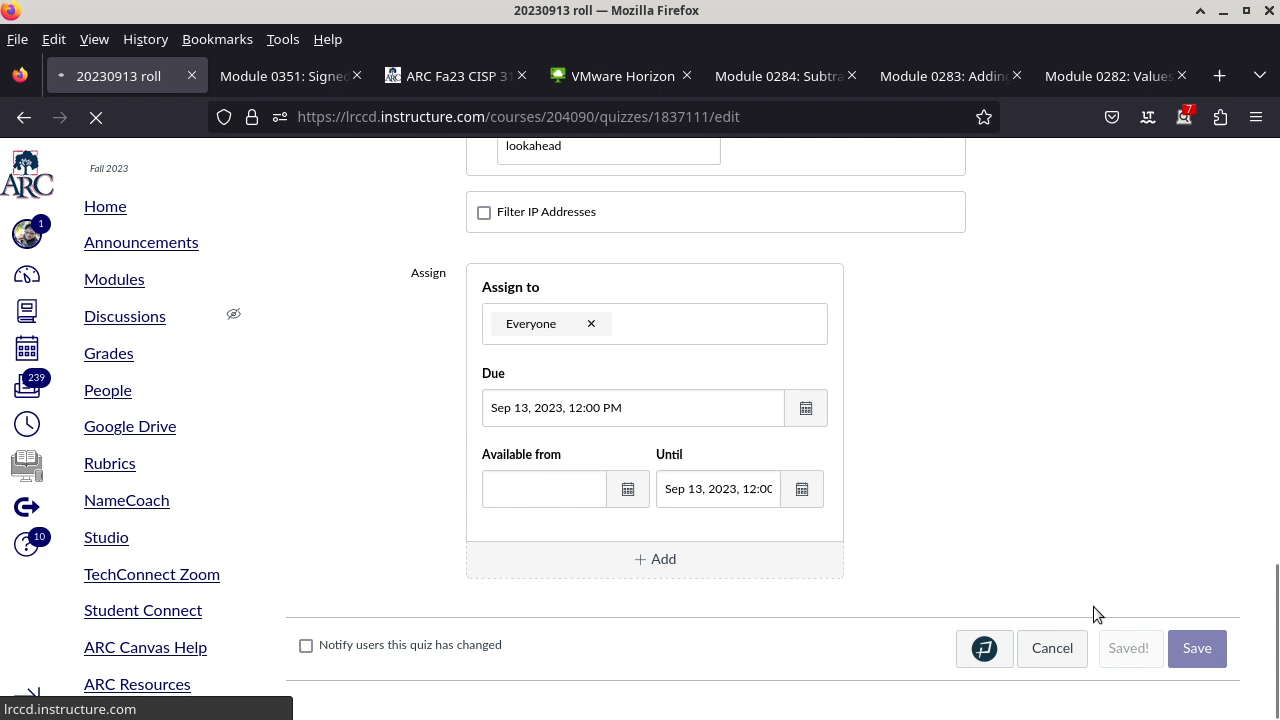 20230913 roll — Mozilla Firefox
File Edit View History Bookmarks Tools Help
20230913 roll Module 0351: Signed ARC Fa23 CISP 31 VMware Horizon Module 0284: Subtra Module 0283: Adding Module 0282: Values
https://lrccd.instructure.com/courses/204090/quizzes/1837111/edit 7
ARC
Fall 2023
lookahead
Home
Filter IP Addresses
1
Announcements
Assign
Modules
Assign to
Discussions
Everyone
Grades
239
People
Due
Sep 13, 2023, 12:00 PM
Google Drive
Available from Until
Rubrics
Sep 13, 2023, 12:00
NameCoach
10
Studio
+ Add
TechConnect Zoom
Student Connect
Notify users this quiz has changed Cancel Saved! Save
ARC Canvas Help
ARC Resources
lrccd.instructure.com